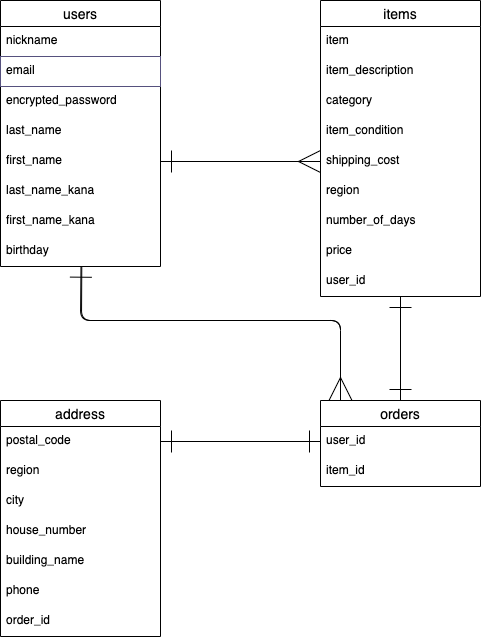 users
nickname
email
encrypted_password
last_name
first_name
last_name_kana
first_name_kana
birthday
items
item
item_description
category
item_condition
shipping_cost
region
number_of_days
price
user_id
address
postal_code
region
city
house_number
building_name
phone
order_id
orders
user_id
item_id